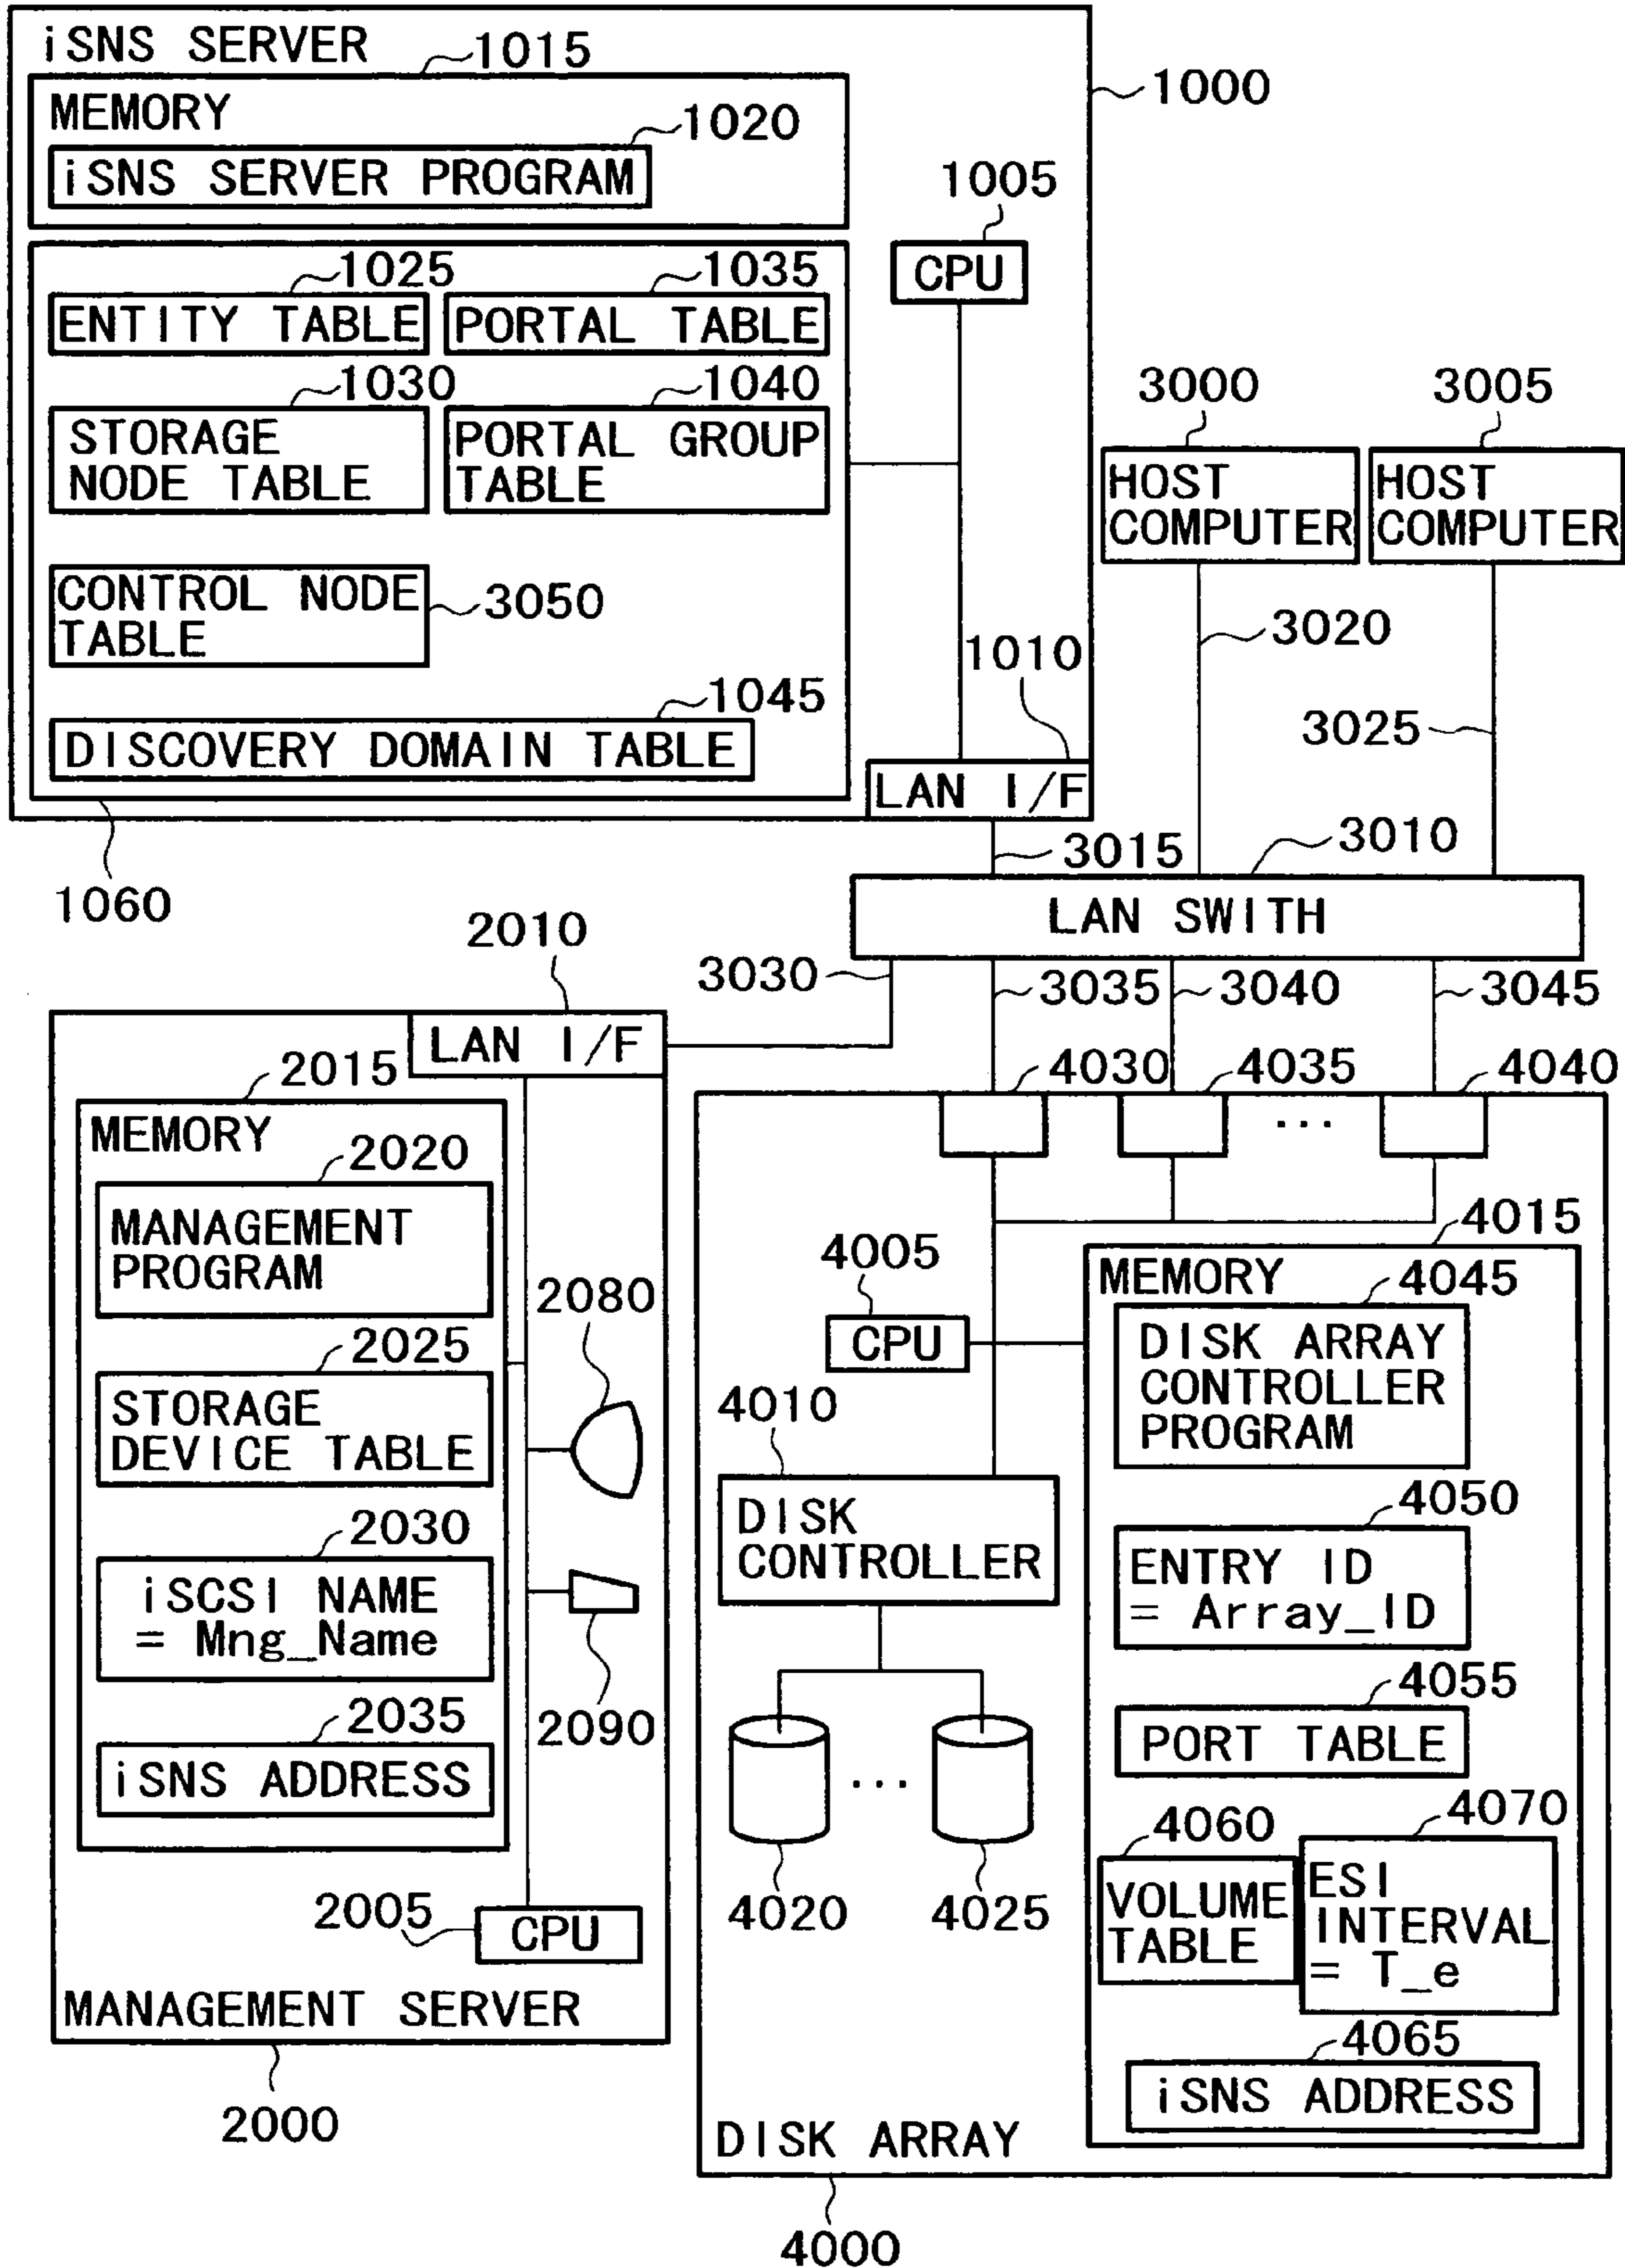 iSNS SERVER
1015
1000
MEMORY
1020
iSNS SERVER PROGRAM
1005
CPU
1025
1035
ENTITY TABLE
PORTAL TABLE
1030
1040
STORAGE
NODE TABLE
PORTAL GROUP
TABLE
3000
3005
HOST
COMPUTER
HOST
COMPUTER
CONTROL NODE
TABLE
3050
3020
1010
1045
3025
DISCOVERY DOMAIN TABLE
LAN I/F
3015
3010
1060
LAN SWITH
2010
3030
3035
3040
3045
LAN I/F
2015
4030
4035
4040
...
MEMORY
2020
MANAGEMENT
PROGRAM
2080
2025
STORAGE
DEVICE TABLE
2030
iSCSI NAME
= Mng_Name
2090
2035
iSNS ADDRESS
2005
CPU
MANAGEMENT SERVER
2000
4005
CPU
4015
MEMORY
4045
DISK ARRAY
CONTROLLER
PROGRAM
4010
DISK
CONTROLLER
4050
ENTRY ID
= Array_ID
4055
PORT TABLE
...
4020
4025
4060
4070
VOLUME
TABLE
ESI
INTERVAL
= T_e
4065
iSNS ADDRESS
DISK ARRAY
4000